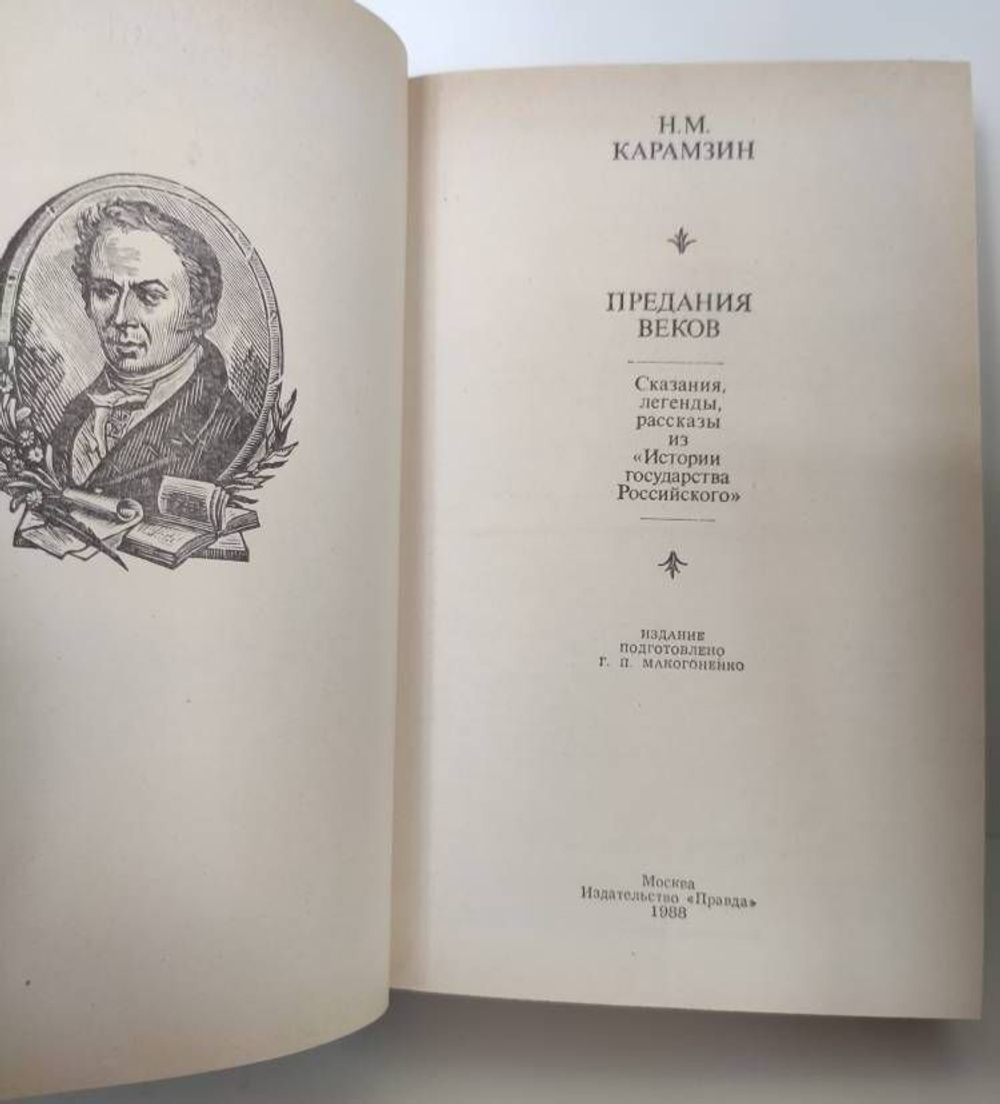 Н.М.
КАРАМЗИН
ПРЕДАНИЯ
ВЕКОВ
Сказания,
легенды,
рассказы
из
«Истории
государства
Российского»
ИЗДАНИЕ
ПОДГОТОВЛЕНО
Г. П. МАКОГОНЕНКО
Москва
Издательство «Правда»
1988